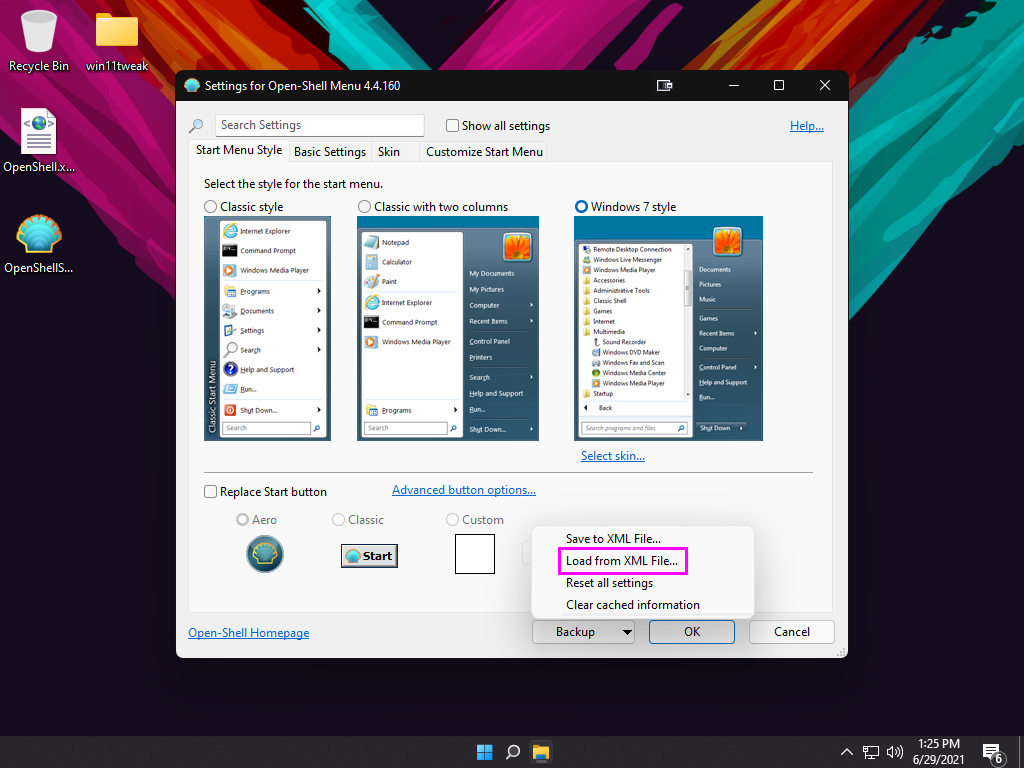 Recycle Bin
win11tweak
OpenShell.x...
OpenShellS...
Settings for Open-Shell Menu 4.4.160
Search Settings
Show all settings
Help...
Start Menu Style
Basic Settings
Skin
Customize Start Menu
Select the style for the start menu.
Classic style
Classic with two columns
Windows 7 style
Internet Explorer
Command Prompt
Windows Media Player
Programs
Documents
Settings
Search
Help and Support
Run...
Shut Down...
Search
Classic Start Menu
Notepad
Calculator
Paint
Internet Explorer
Command Prompt
Windows Media Player
Programs
Search
My Documents
My Pictures
Computer
Recent Items
Control Panel
Printers
Search
Help and Support
Run...
Shut Down...
Remote Desktop Connection
Windows Live Messenger
Windows Media Player
Accessories
Administrative Tools
Classic Shell
Games
Internet
Multimedia
Sound Recorder
Windows DVD Maker
Windows Fax and Scan
Windows Media Center
Windows Media Player
Startup
Back
Search programs and files
Documents
Pictures
Music
Games
Recent Items
Computer
Control Panel
Help and Support
Run...
Shut Down
Select skin...
Replace Start button
Advanced button options...
Aero
Classic
Custom
Start
Save to XML File...
Load from XML File...
Reset all settings
Clear cached information
Open-Shell Homepage
Backup
OK
Cancel
1:25 PM
6/29/2021
6